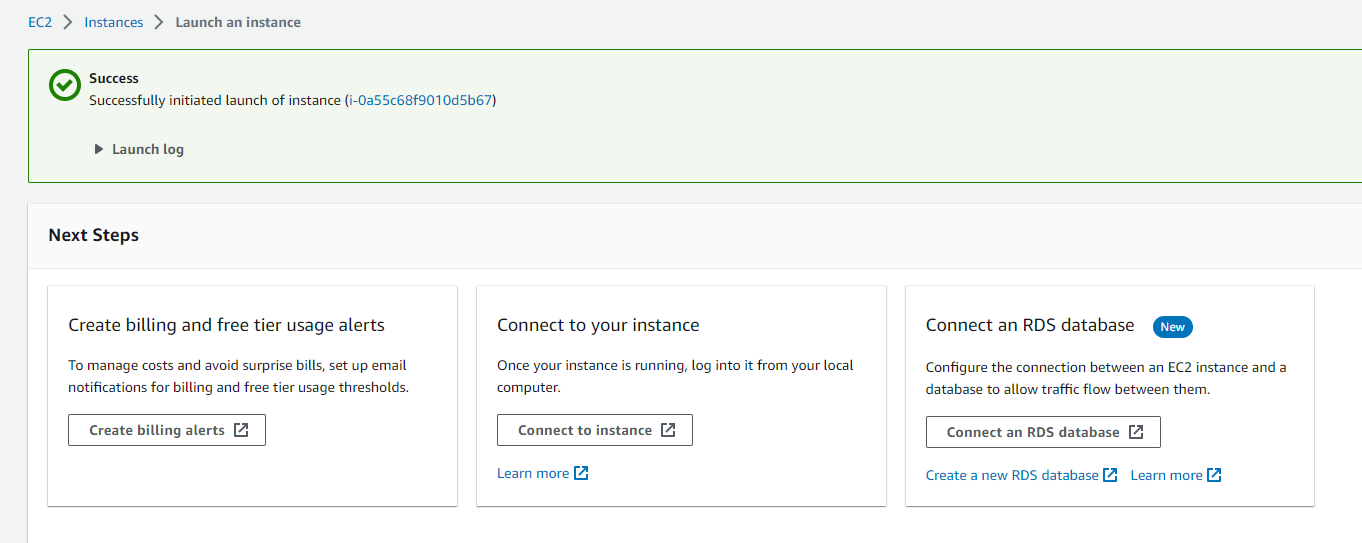 EC2 Instances Launch an instance
Success
Successfully initiated launch of instance (i-0a55c68f9010d5b67)
Launch log
Next Steps
Create billing and free tier usage alerts
To manage costs and avoid surprise bills, set up email
notifications for billing and free tier usage thresholds.
Create billing alerts
Connect to your instance
Once your instance is running, log into it from your local
computer.
Connect to instance
Learn more
Connect an RDS database New
Configure the connection between an EC2 instance and a
database to allow traffic flow between them.
Connect an RDS database
Create a new RDS database Learn more